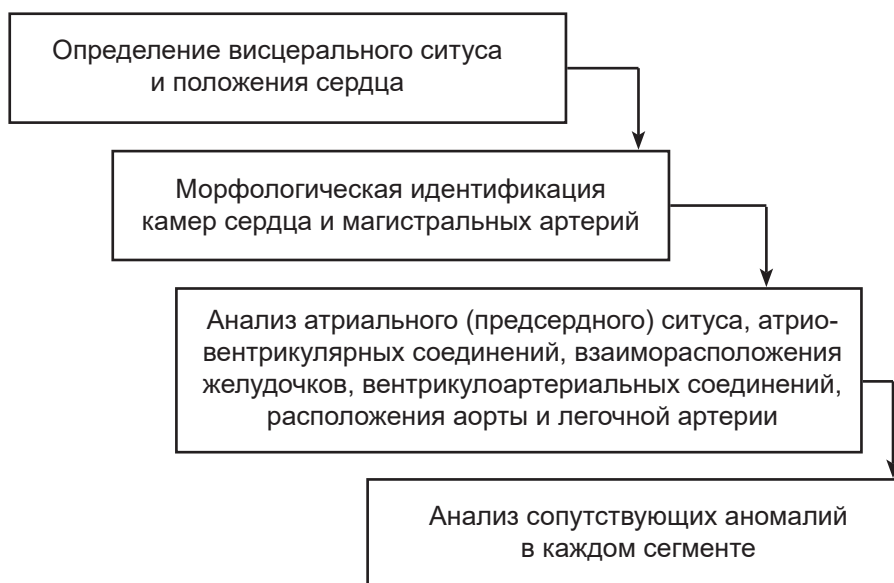 Определение висцерального ситуса
и положения сердца
Морфологическая идентификация
камер сердца и магистральных артерий
Анализ атриального (предсердного) ситуса, атрио-
вентрикулярных соединений, взаиморасположения
желудочков, вентрикулоартериальных соединений,
расположения аорты и легочной артерии
Анализ сопутствующих аномалий
в каждом сегменте